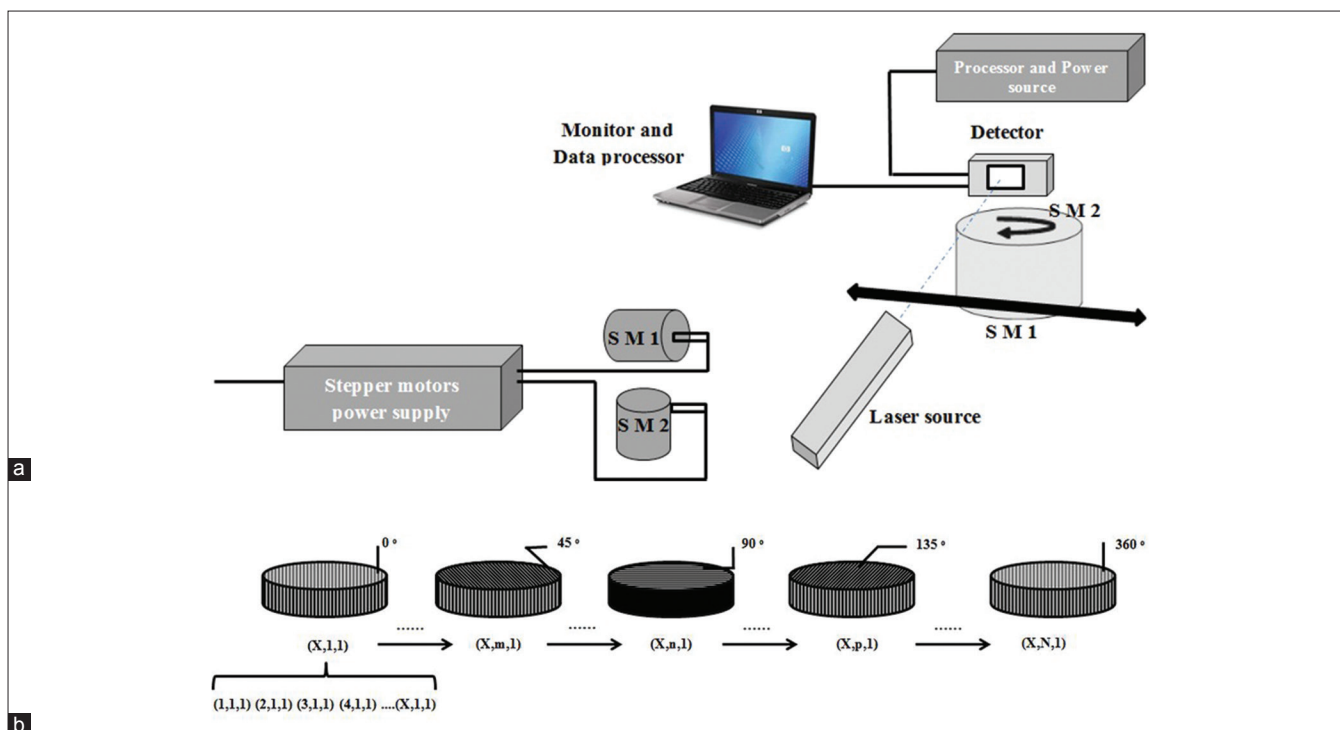 Processor and Power
source
Monitor and
Data processor
Detector
S M 2
S M 1
S M 1
Stepper motors
power supply
S M 2
Laser source
a
0 °
45 °
90 °
135 °
360 °
...... ...... ...... ......
(X,1,1) (X,m,1) (X,n,1) (X,p,1) (X,N,1)
(1,1,1) (2,1,1) (3,1,1) (4,1,1) ....(X,1,1)
b